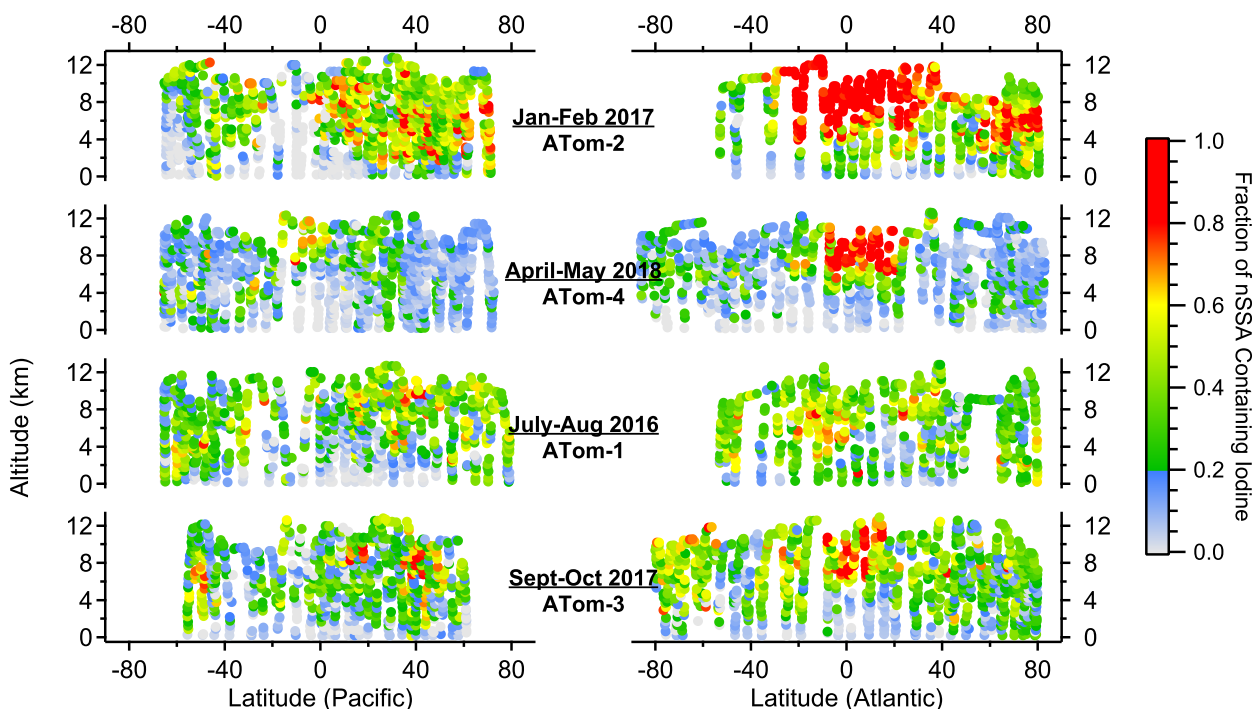 -80 -40 0 40 80 -80 -40 0 40 80
12 8 4 0
Jan-Feb 2017
ATom-2
12 8 4 0
12 8 4 0
April-May 2018
ATom-4
12 8 4 0
12 8 4 0
July-Aug 2016
ATom-1
12 8 4 0
12 8 4 0
Sept-Oct 2017
ATom-3
12 8 4 0
-80 -40 0 40 80 -80 -40 0 40 80
Latitude (Pacific)
Latitude (Atlantic)
Altitude (km)
1.0
0.8
0.6
0.4
0.2
0.0
Fraction of nSSA Containing Iodine